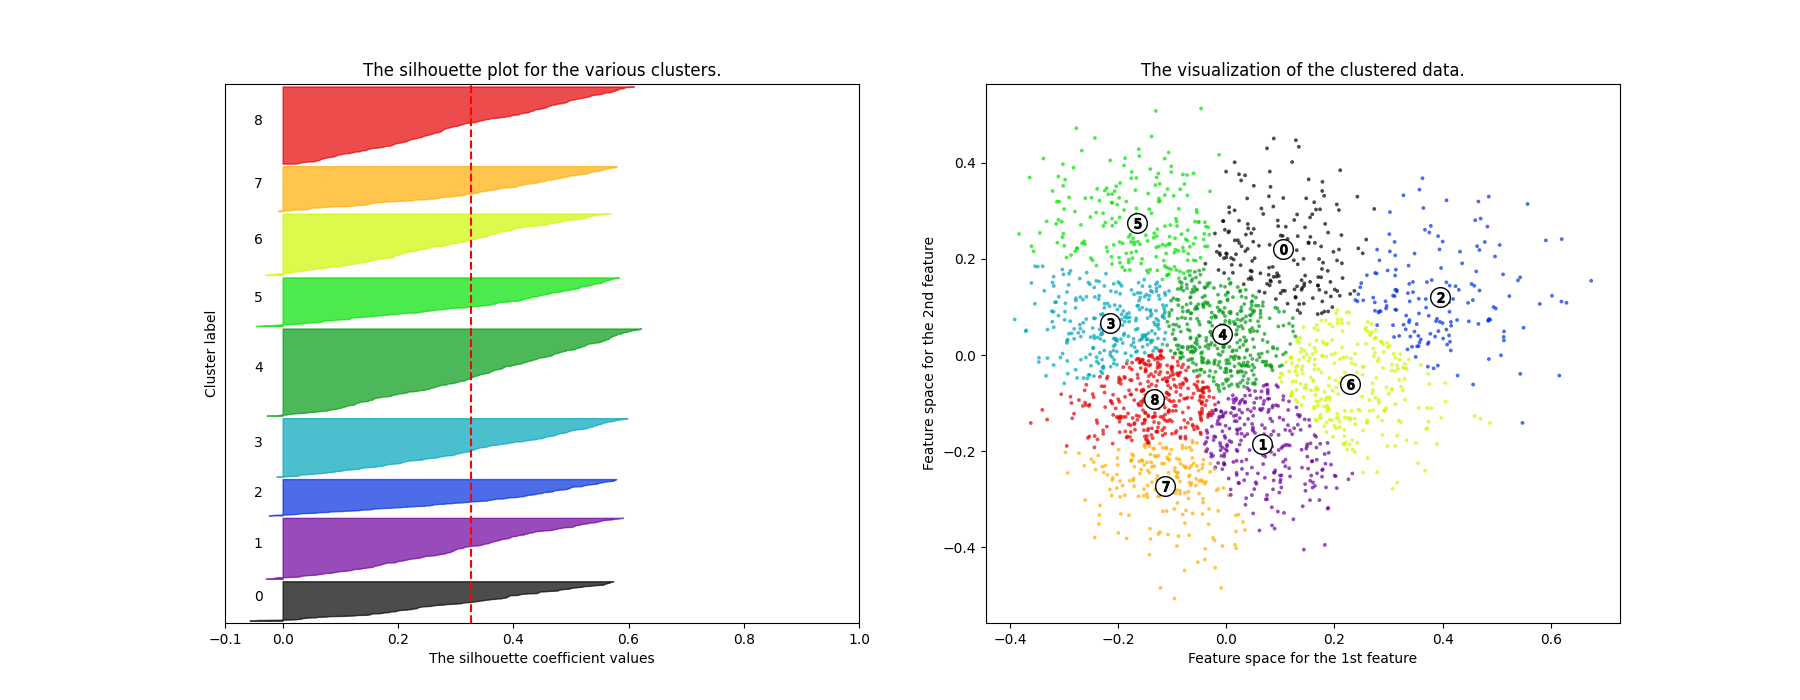 The silhouette plot for the various clusters.
Cluster label
8
7
6
5
4
3
2
1
0
−0.1 0.0 0.2 0.4 0.6 0.8 1.0
The silhouette coefficient values
The visualization of the clustered data.
Feature space for the 2nd feature
0.4
0.2
0.0
−0.2
−0.4
5
0
2
3
4
6
8
1
7
−0.4 −0.2 0.0 0.2 0.4 0.6
Feature space for the 1st feature